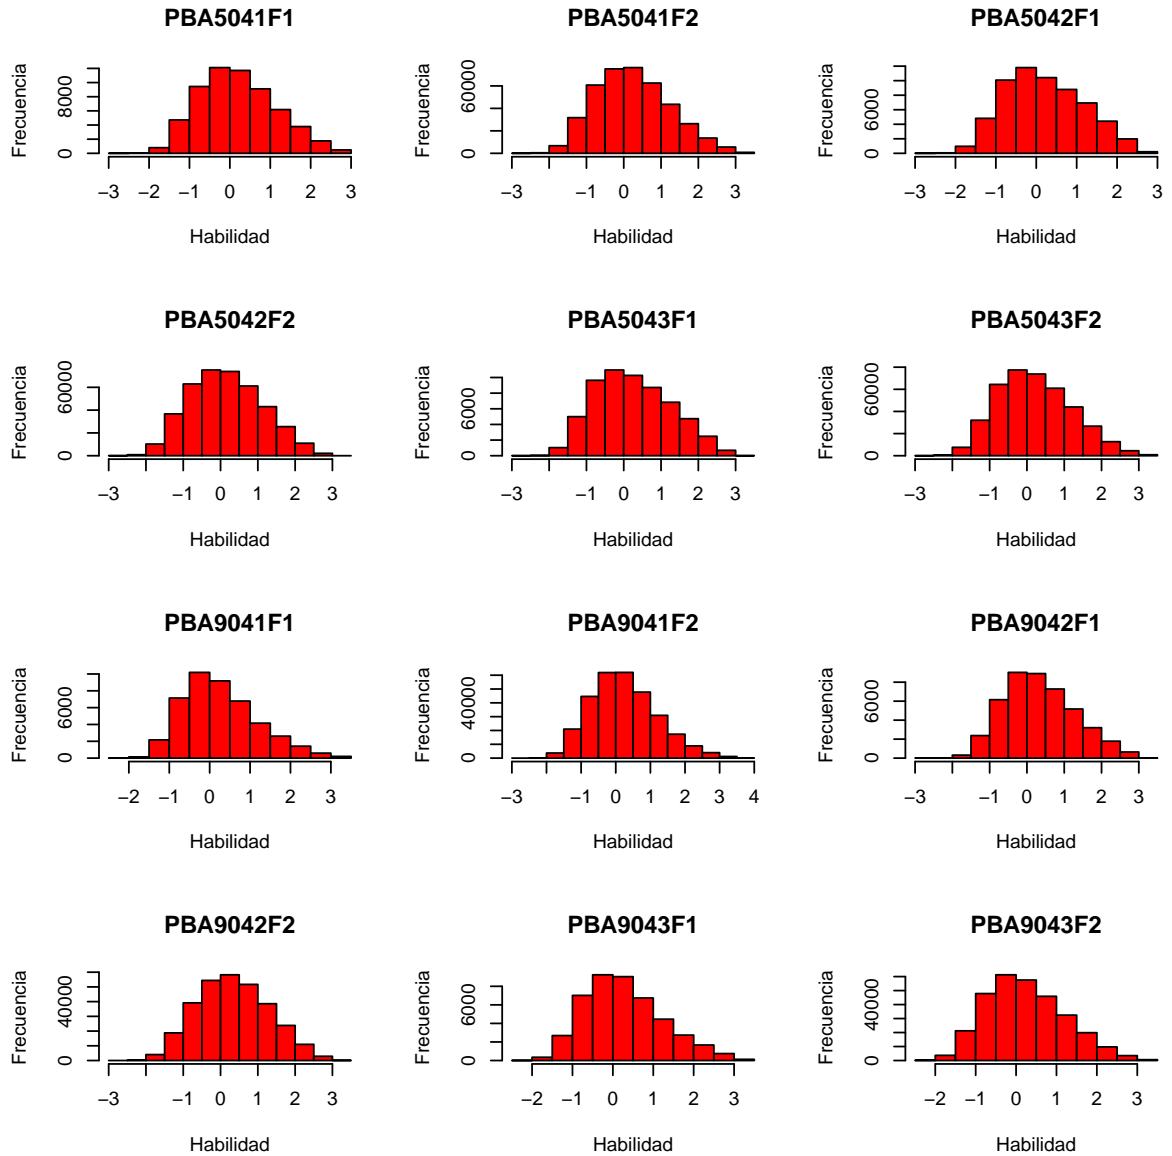 PBA5041F1
Frecuencia
0 8000
−3 −2 −1 0 1 2 3
Habilidad
PBA5041F2
Frecuencia
0 60000
−3 −1 0 1 2 3
Habilidad
PBA5042F1
Frecuencia
0 6000
−3 −2 −1 0 1 2 3
Habilidad
PBA5042F2
Frecuencia
0 60000
−3 −1 0 1 2 3
Habilidad
PBA5043F1
Frecuencia
0 6000
−3 −1 0 1 2 3
Habilidad
PBA5043F2
Frecuencia
0 60000
−3 −1 0 1 2 3
Habilidad
PBA9041F1
Frecuencia
0 6000
−2 −1 0 1 2 3
Habilidad
PBA9041F2
Frecuencia
0 40000
−3 −1 0 1 2 3 4
Habilidad
PBA9042F1
Frecuencia
0 6000
−3 −1 0 1 2 3
Habilidad
PBA9042F2
Frecuencia
0 40000
−3 −1 0 1 2 3
Habilidad
PBA9043F1
Frecuencia
0 6000
−2 −1 0 1 2 3
Habilidad
PBA9043F2
Frecuencia
0 40000
−2 −1 0 1 2 3
Habilidad